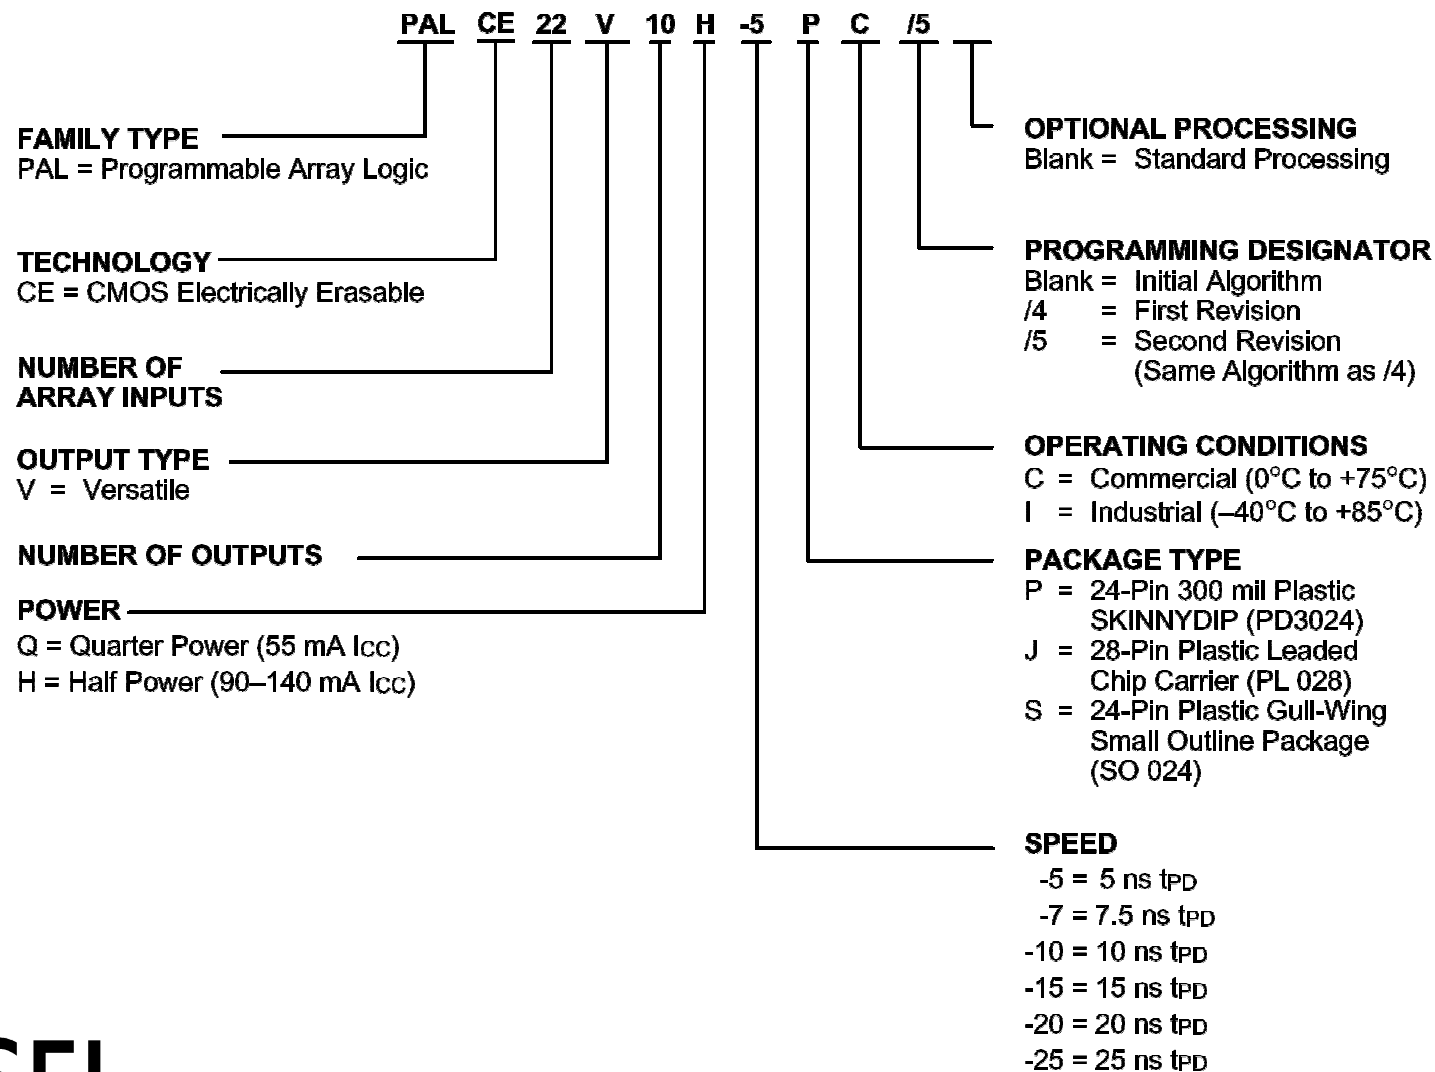 PAL CE 22 V 10 H -5 P C /5
FAMILY TYPE
PAL = Programmable Array Logic
TECHNOLOGY
CE = CMOS Electrically Erasable
NUMBER OF
ARRAY INPUTS
OUTPUT TYPE
V = Versatile
NUMBER OF OUTPUTS
POWER
Q = Quarter Power (55 mA ICC)
H = Half Power (90–140 mA ICC)
OPTIONAL PROCESSING
Blank = Standard Processing
PROGRAMMING DESIGNATOR
Blank = Initial Algorithm
/4 = First Revision
/5 = Second Revision
(Same Algorithm as /4)
OPERATING CONDITIONS
C = Commercial (0°C to +75°C)
I = Industrial (–40°C to +85°C)
PACKAGE TYPE
P = 24-Pin 300 mil Plastic
SKINNYDIP (PD3024)
J = 28-Pin Plastic Leaded
Chip Carrier (PL 028)
S = 24-Pin Plastic Gull-Wing
Small Outline Package
(SO 024)
SPEED
-5 = 5 ns tPD
-7 = 7.5 ns tPD
-10 = 10 ns tPD
-15 = 15 ns tPD
-20 = 20 ns tPD
-25 = 25 ns tPD